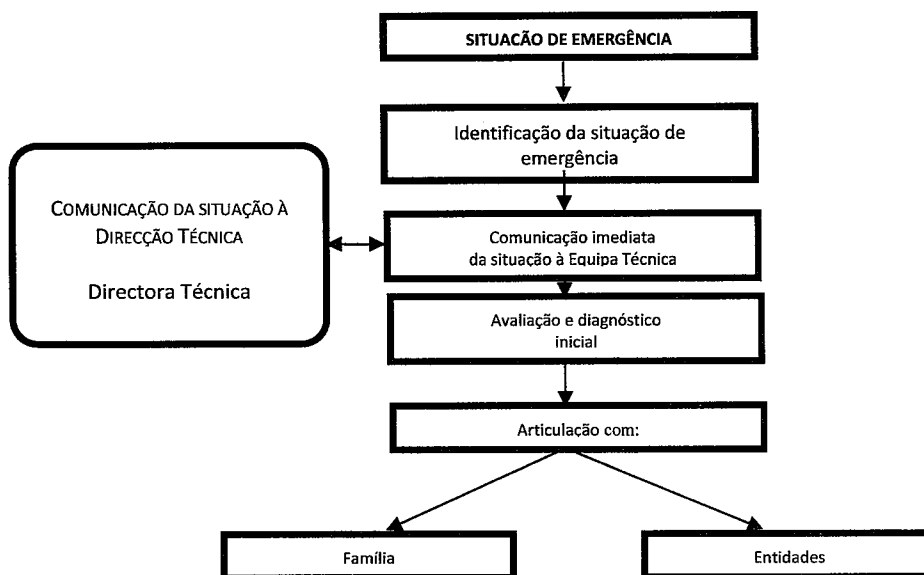 SITUACÃO DE EMERGÊNCIA
Identificação da situação de
emergência
COMUNICAÇÃO DA SITUAÇÃO À
DIRECÇÃO TÉCNICA
Directora Técnica
Comunicação imediata
da situação à Equipa Técnica
Avaliação e diagnóstico
inicial
Articulação com:
Família
Entidades